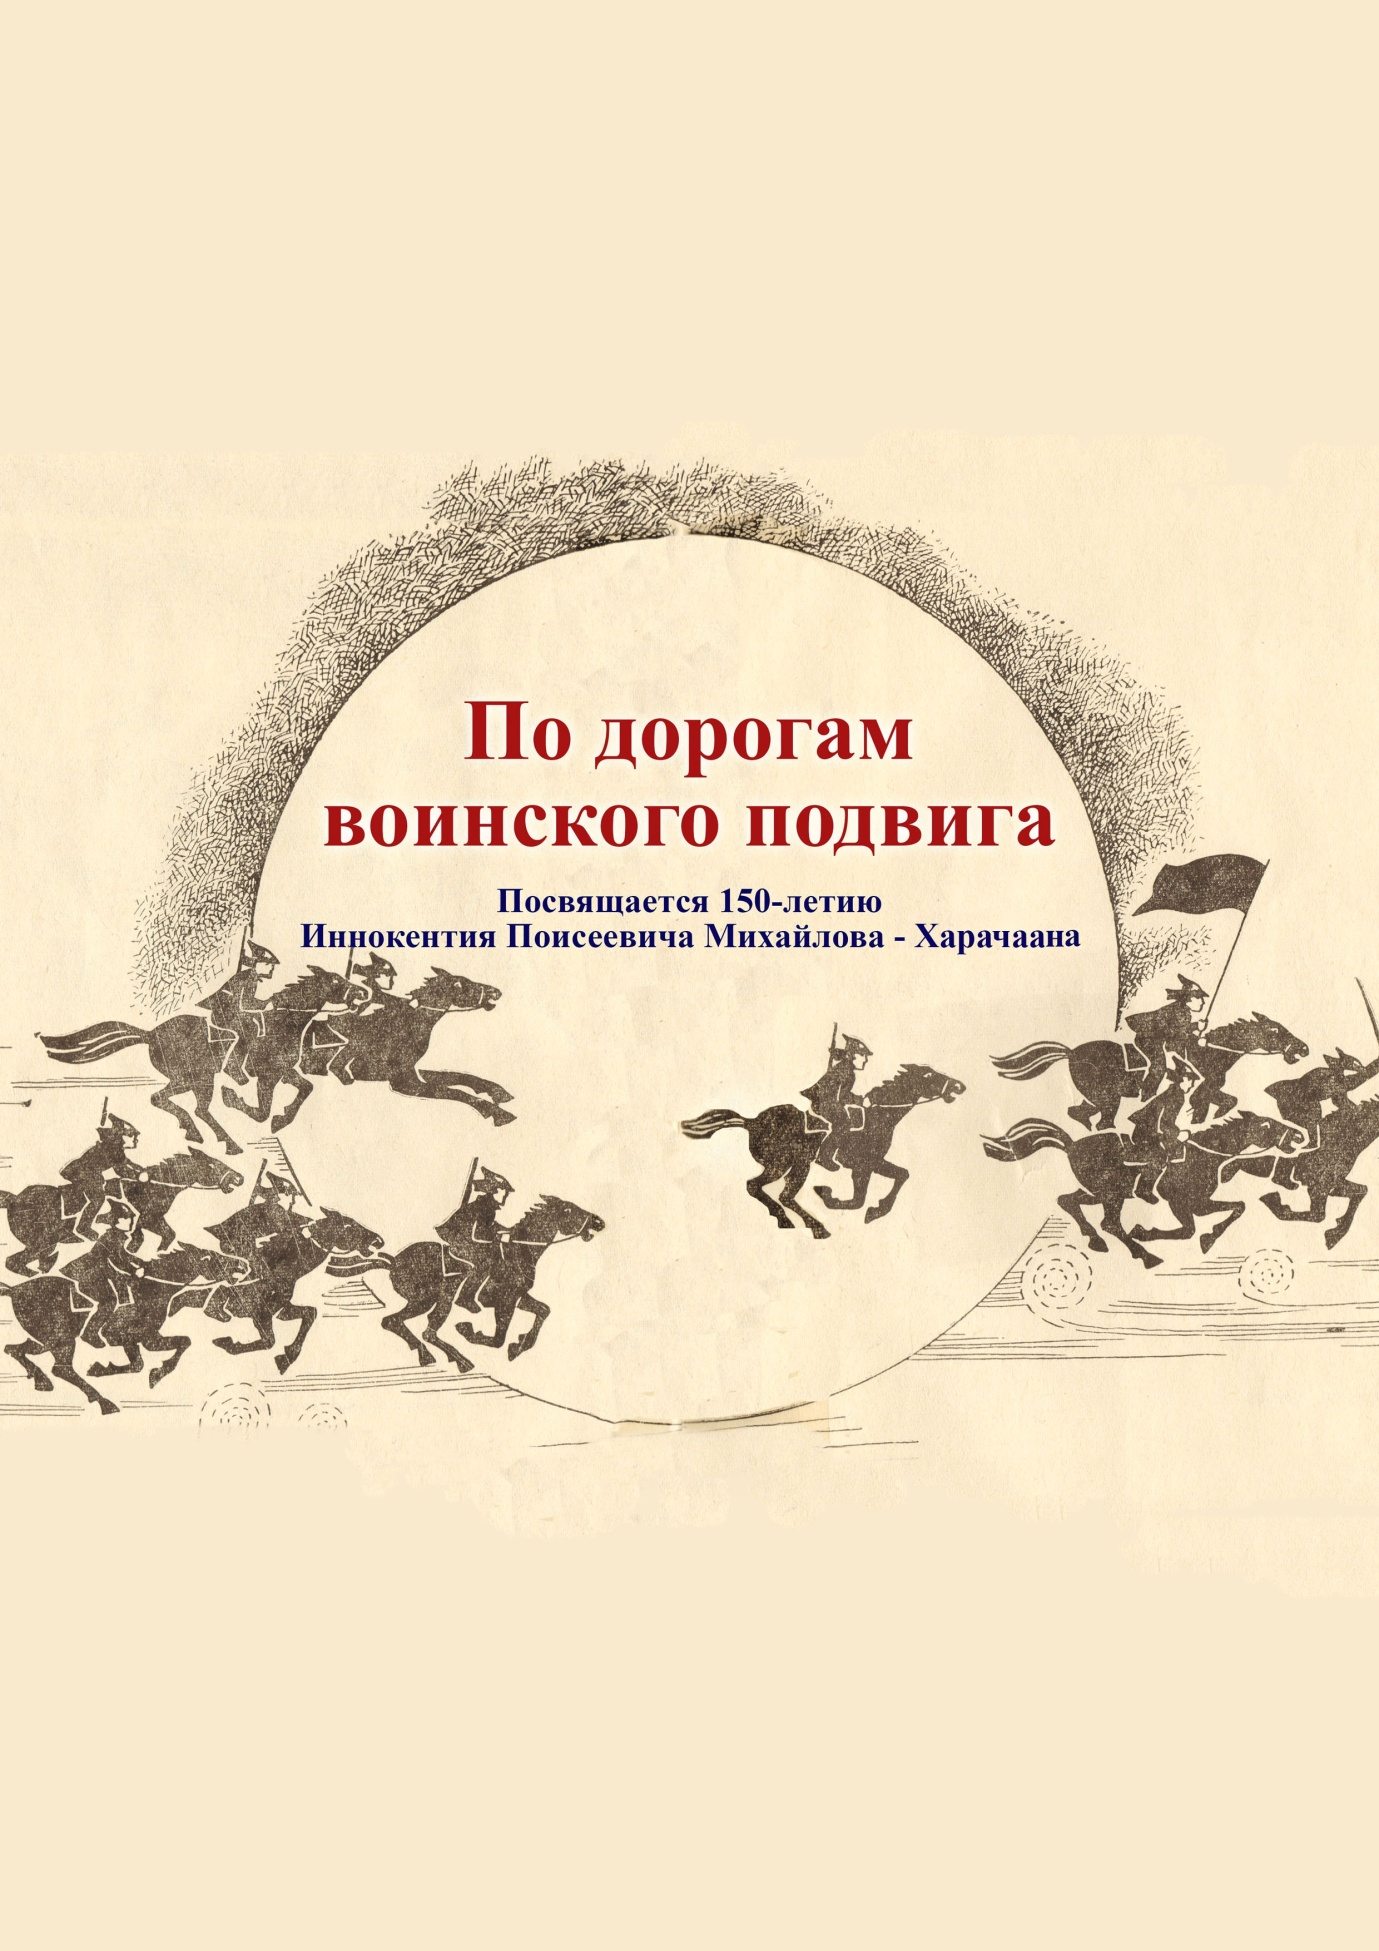 По дорогам
воинского подвига
Посвящается 150-летию
Иннокентия Поисеевича Михайлова - Харачаана